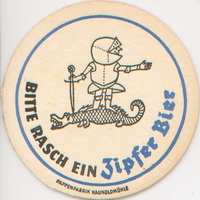 BITTE RASCH EIN Zipfer Bier
PAPPENFABRIK HAUNOLDMÜHLE